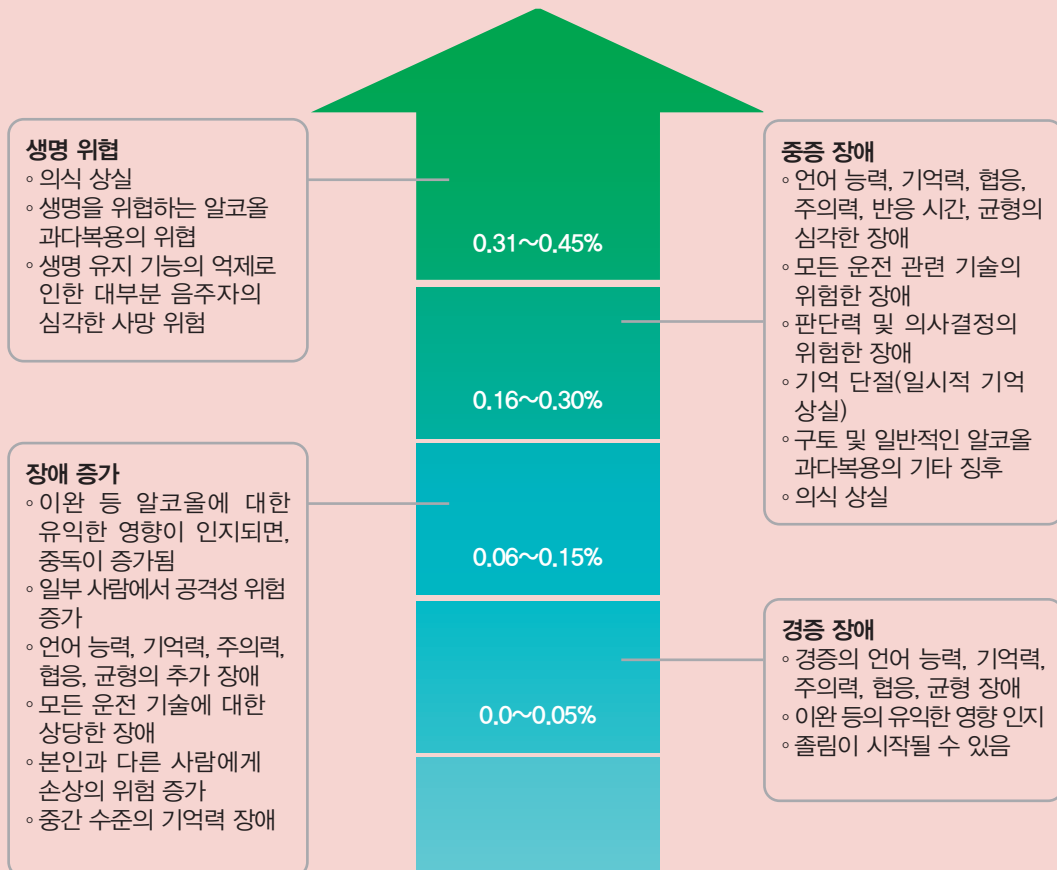 생명 위협
◦ 의식 상실
◦ 생명을 위협하는 알코올
과다복용의 위협
◦ 생명 유지 기능의 억제로
인한 대부분 음주자의
심각한 사망 위험
0.31～0.45%
중증 장애
◦ 언어 능력, 기억력, 협응,
주의력, 반응 시간, 균형의
심각한 장애
◦ 모든 운전 관련 기술의
위험한 장애
◦ 판단력 및 의사결정의
위험한 장애
◦ 기억 단절(일시적 기억
상실)
◦ 구토 및 일반적인 알코올
과다복용의 기타 징후
◦ 의식 상실
0.16～0.30%
장애 증가
◦ 이완 등 알코올에 대한
유익한 영향이 인지되면,
중독이 증가됨
◦ 일부 사람에서 공격성 위험
증가
◦ 언어 능력, 기억력, 주의력,
협응, 균형의 추가 장애
◦ 모든 운전 기술에 대한
상당한 장애
◦ 본인과 다른 사람에게
손상의 위험 증가
◦ 중간 수준의 기억력 장애
0.06～0.15%
경증 장애
◦ 경증의 언어 능력, 기억력,
주의력, 협응, 균형 장애
◦ 이완 등의 유익한 영향 인지
◦ 졸림이 시작될 수 있음
0.0～0.05%